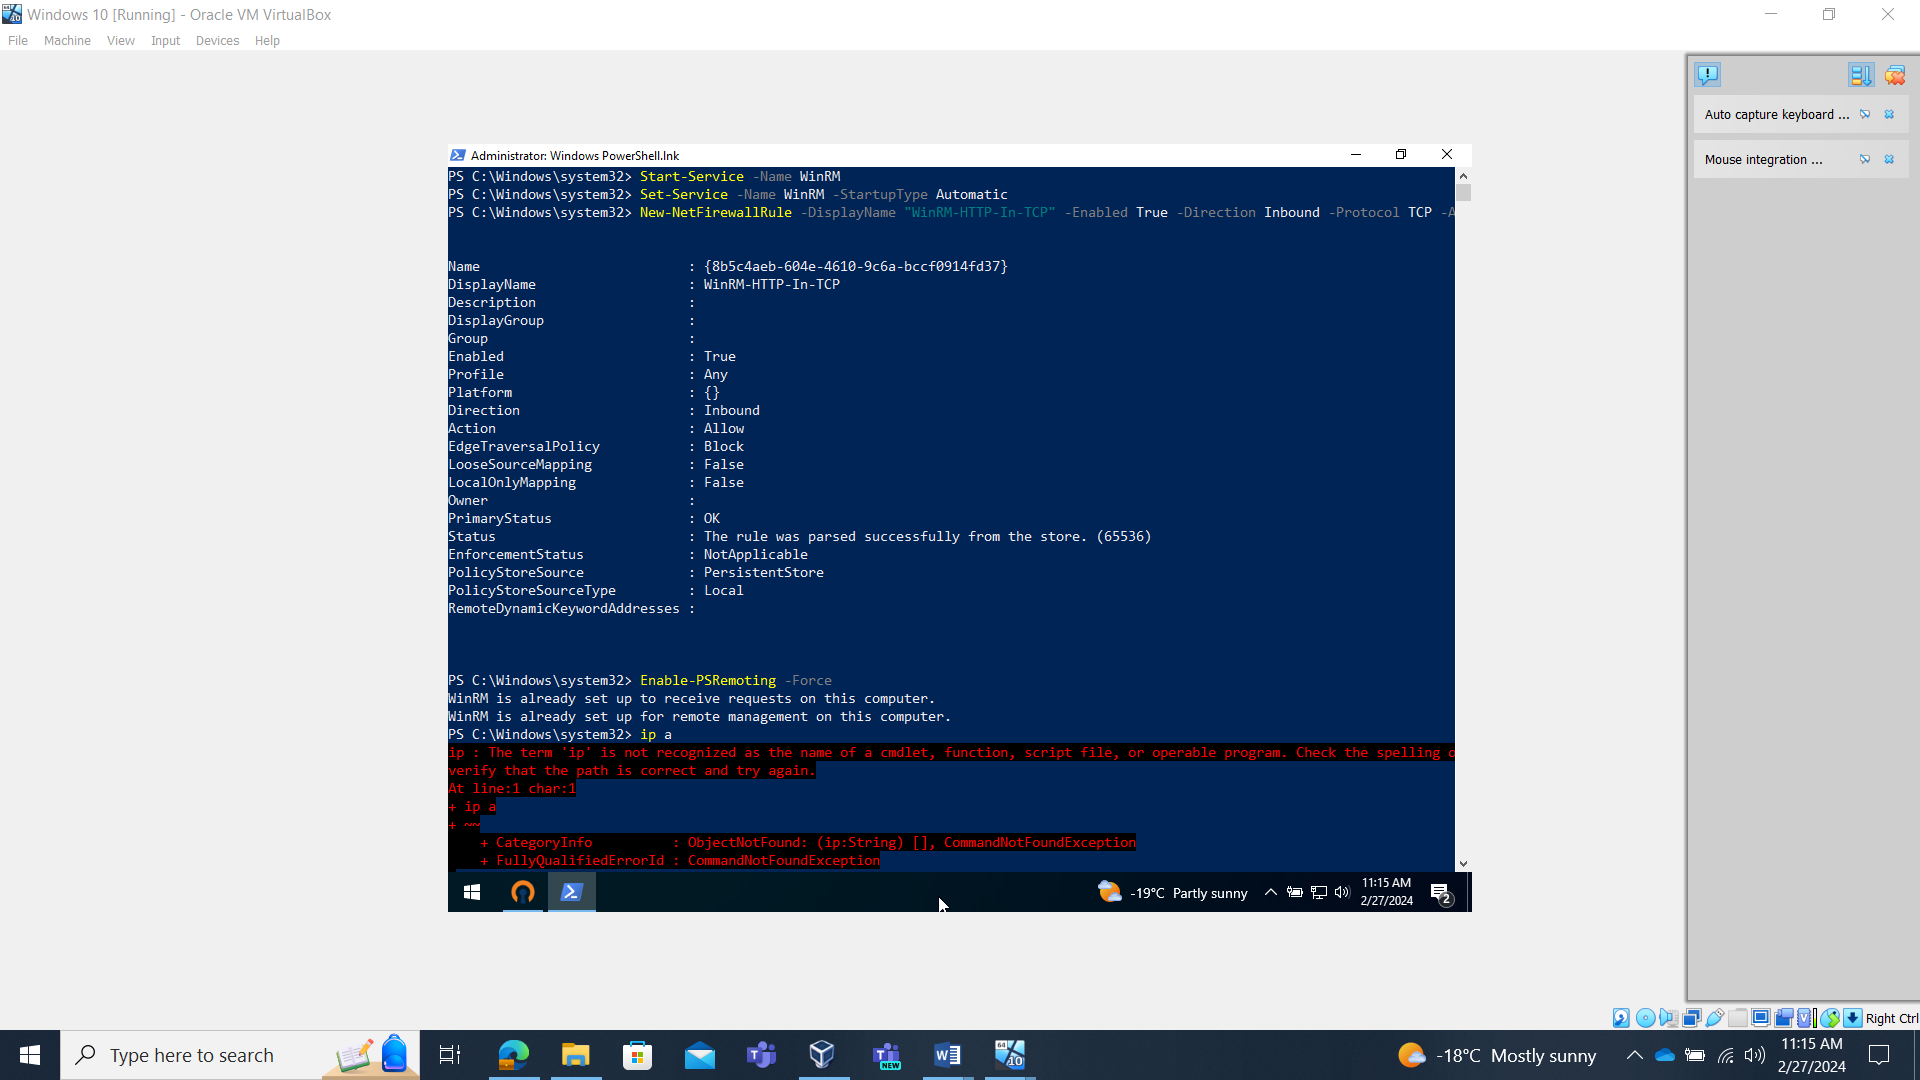 Windows 10 [Running] - Oracle VM VirtualBox
File Machine View Input Devices Help
Auto capture keyboard ...
Mouse integration ...
Administrator: Windows PowerShell.lnk
PS C:\Windows\system32> Start-Service -Name WinRM
PS C:\Windows\system32> Set-Service -Name WinRM -StartupType Automatic
PS C:\Windows\system32> New-NetFirewallRule -DisplayName "WinRM-HTTP-In-TCP" -Enabled True -Direction Inbound -Protocol TCP -A
Name : {8b5c4aeb-604e-4610-9c6a-bccf0914fd37}
DisplayName : WinRM-HTTP-In-TCP
Description :
DisplayGroup :
Group :
Enabled : True
Profile : Any
Platform : {}
Direction : Inbound
Action : Allow
EdgeTraversalPolicy : Block
LooseSourceMapping : False
LocalOnlyMapping : False
Owner :
PrimaryStatus : OK
Status : The rule was parsed successfully from the store. (65536)
EnforcementStatus : NotApplicable
PolicyStoreSource : PersistentStore
PolicyStoreSourceType : Local
RemoteDynamicKeywordAddresses :
PS C:\Windows\system32> Enable-PSRemoting -Force
WinRM is already set up to receive requests on this computer.
WinRM is already set up for remote management on this computer.
PS C:\Windows\system32> ip a
ip : The term 'ip' is not recognized as the name of a cmdlet, function, script file, or operable program. Check the spelling o
verify that the path is correct and try again.
At line:1 char:1
+ ip a
+ ~~
+ CategoryInfo : ObjectNotFound: (ip:String) [], CommandNotFoundException
+ FullyQualifiedErrorId : CommandNotFoundException
-19°C Partly sunny
11:15 AM
2/27/2024
2
Right Ctrl
Type here to search
NEW
64
10
-18°C Mostly sunny
11:15 AM
2/27/2024